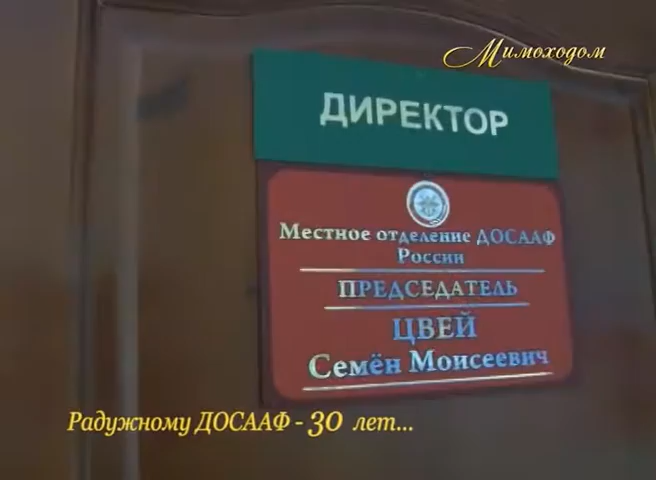 Мимоходом
ДИРЕКТОР
Местное отделение ДОСААФ
России
ПРЕДСЕДАТЕЛЬ
ЦВЕЙ
Семён Моисеевич
Радужному ДОСААФ - 30 лет...